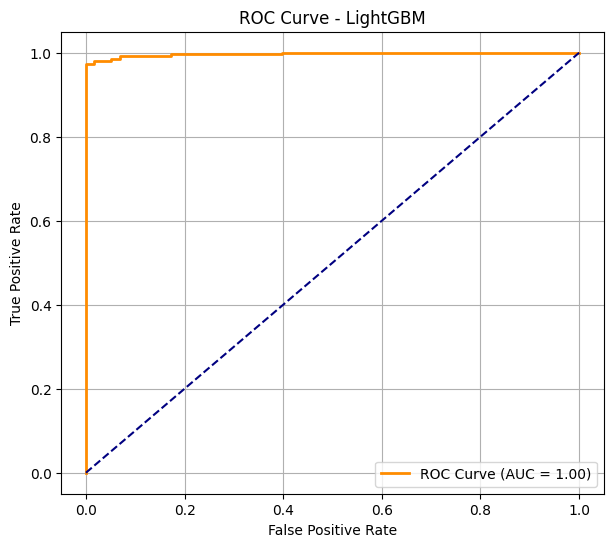 ROC Curve - LightGBM
True Positive Rate
1.0
0.8
0.6
0.4
0.2
0.0
ROC Curve (AUC = 1.00)
0.0 0.2 0.4 0.6 0.8 1.0
False Positive Rate